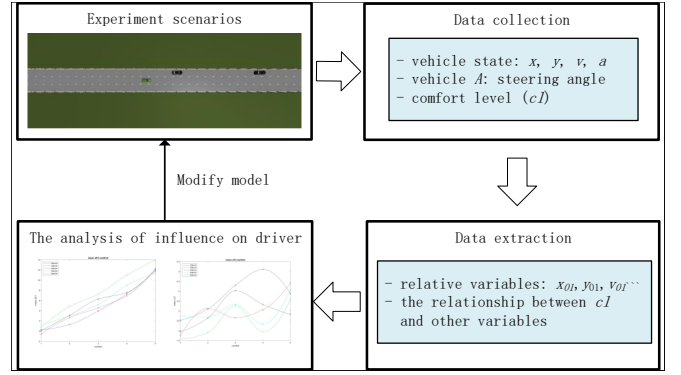 Experiment scenarios
Data collection
- vehicle state: x, y, v, a
- vehicle A: steering angle
- comfort level (cl)
Modify model
The analysis of influence on driver
Data extraction
- relative variables: x01, y01, v01...
- the relationship between cl
and other variables